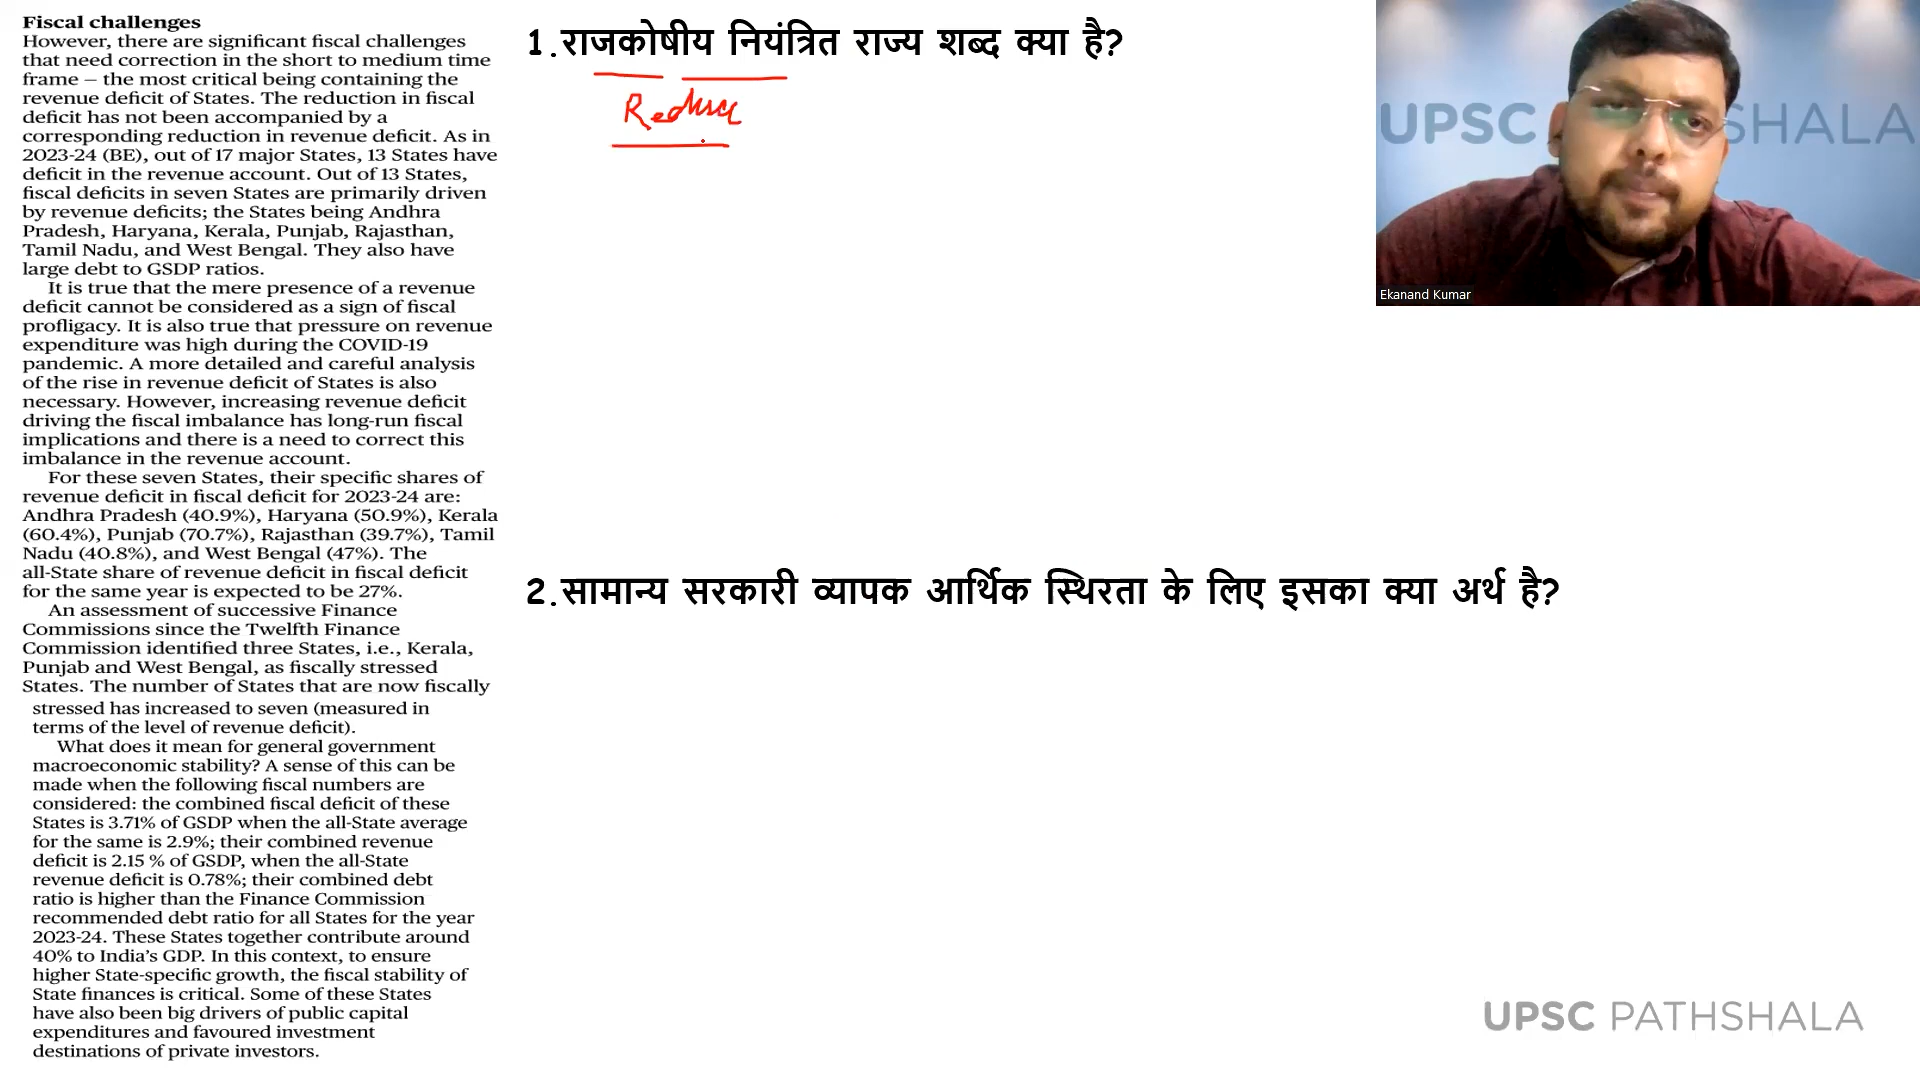 Fiscal challenges
However, there are significant fiscal challenges
that need correction in the short to medium time
frame – the most critical being containing the
revenue deficit of States. The reduction in fiscal
deficit has not been accompanied by a
corresponding reduction in revenue deficit. As in
2023-24 (BE), out of 17 major States, 13 States have
deficit in the revenue account. Out of 13 States,
fiscal deficits in seven States are primarily driven
by revenue deficits; the States being Andhra
Pradesh, Haryana, Kerala, Punjab, Rajasthan,
Tamil Nadu, and West Bengal. They also have
large debt to GSDP ratios.
It is true that the mere presence of a revenue
deficit cannot be considered as a sign of fiscal
profligacy. It is also true that pressure on revenue
expenditure was high during the COVID-19
pandemic. A more detailed and careful analysis
of the rise in revenue deficit of States is also
necessary. However, increasing revenue deficit
driving the fiscal imbalance has long-run fiscal
implications and there is a need to correct this
imbalance in the revenue account.
For these seven States, their specific shares of
revenue deficit in fiscal deficit for 2023-24 are:
Andhra Pradesh (40.9%), Haryana (50.9%), Kerala
(60.4%), Punjab (70.7%), Rajasthan (39.7%), Tamil
Nadu (40.8%), and West Bengal (47%). The
all-State share of revenue deficit in fiscal deficit
for the same year is expected to be 27%.
An assessment of successive Finance
Commissions since the Twelfth Finance
Commission identified three States, i.e., Kerala,
Punjab and West Bengal, as fiscally stressed
States. The number of States that are now fiscally
stressed has increased to seven (measured in
terms of the level of revenue deficit).
What does it mean for general government
macroeconomic stability? A sense of this can be
made when the following fiscal numbers are
considered: the combined fiscal deficit of these
States is 3.71% of GSDP when the all-State average
for the same is 2.9%; their combined revenue
deficit is 2.15 % of GSDP, when the all-State
revenue deficit is 0.78%; their combined debt
ratio is higher than the Finance Commission
recommended debt ratio for all States for the year
2023-24. These States together contribute around
40% to India’s GDP. In this context, to ensure
higher State-specific growth, the fiscal stability of
State finances is critical. Some of these States
have also been big drivers of public capital
expenditures and favoured investment
destinations of private investors.
1.राजकोषीय नियंत्रित राज्य शब्द क्या है?
2.सामान्य सरकारी व्यापक आर्थिक स्थिरता के लिए इसका क्या अर्थ है?
UPSC SHALA
Ekanand Kumar
UPSC PATHSHALA